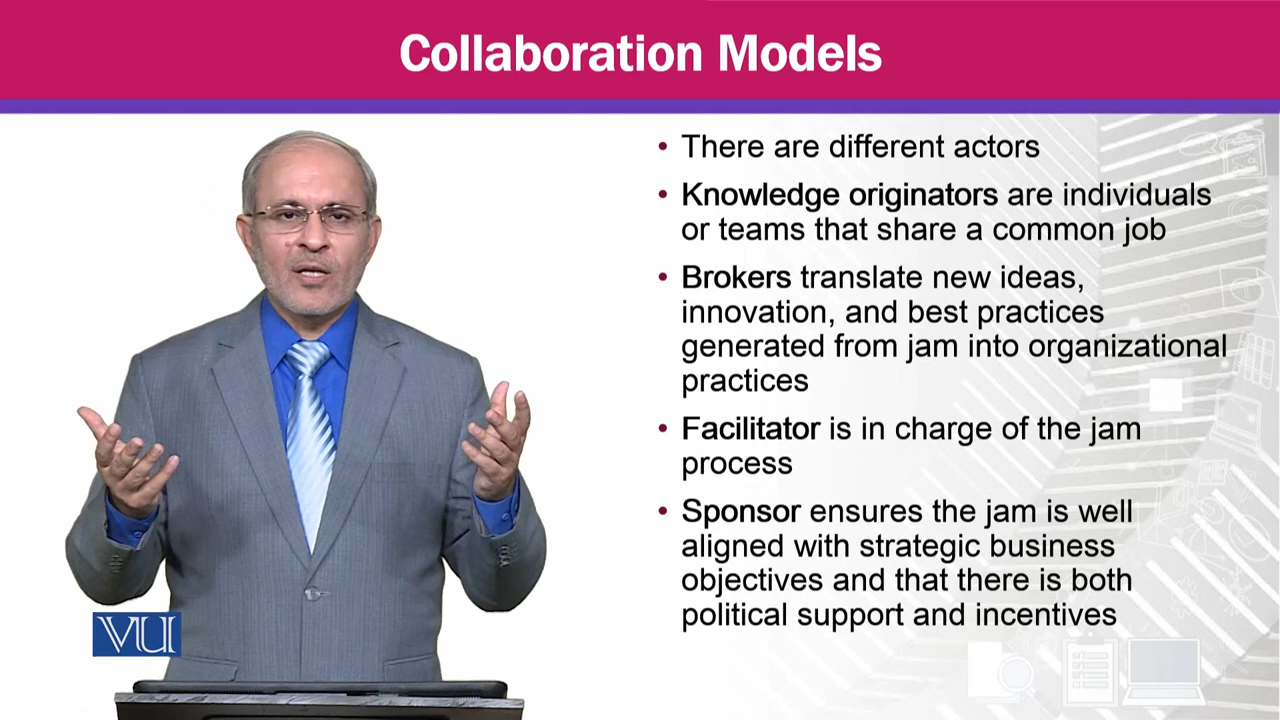 Collaboration Models
• There are different actors
• Knowledge originators are individuals
or teams that share a common job
• Brokers translate new ideas,
innovation, and best practices
generated from jam into organizational
practices
• Facilitator is in charge of the jam
process
• Sponsor ensures the jam is well
aligned with strategic business
objectives and that there is both
political support and incentives
VU